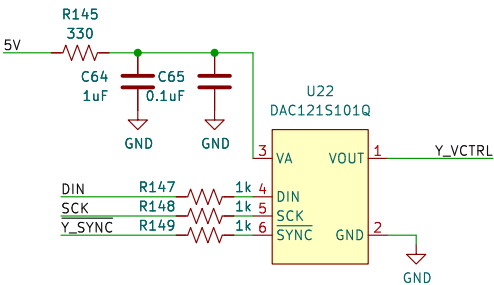 R145
330
5V
C64
1uF
C65
0.1uF
GND
GND
U22
DAC121S101Q
3 VA
VOUT 1
Y_VCTRL
DIN
R147 1k
4 DIN
SCK
R148 1k
5 SCK
Y_SYNC
R149 1k
6 SYNC
GND 2
GND